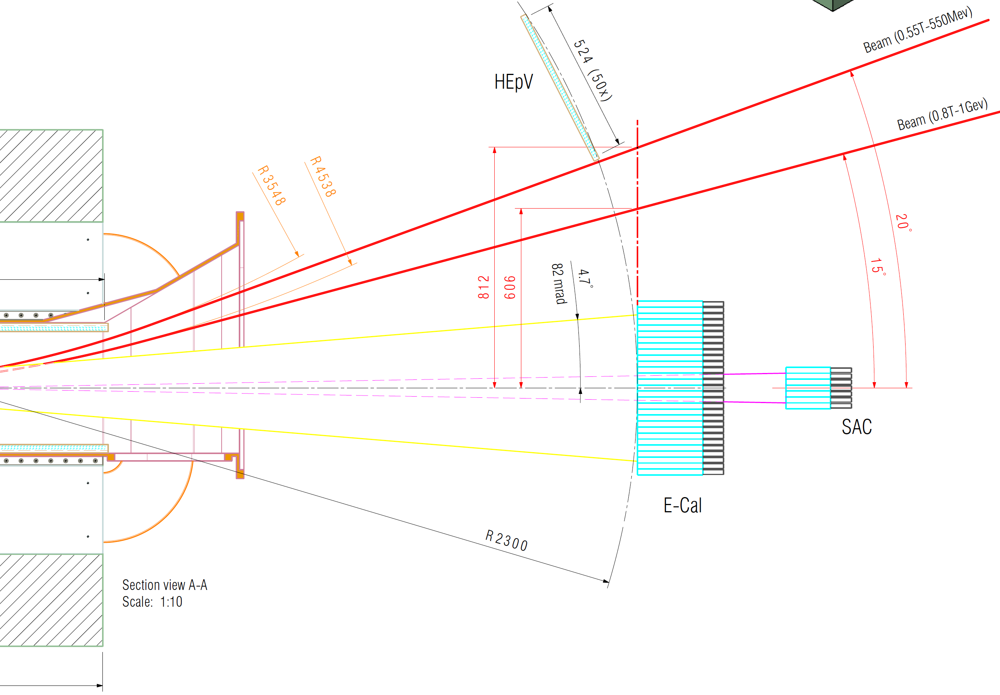 Beam (0.55T-550Mev)
524 (50x)
HEpV
Beam (0.8T-1Gev)
R3548
R4538
20°
15°
812
606
82 mrad
4.7°
SAC
E-Cal
R2300
Section view A-A
Scale: 1:10